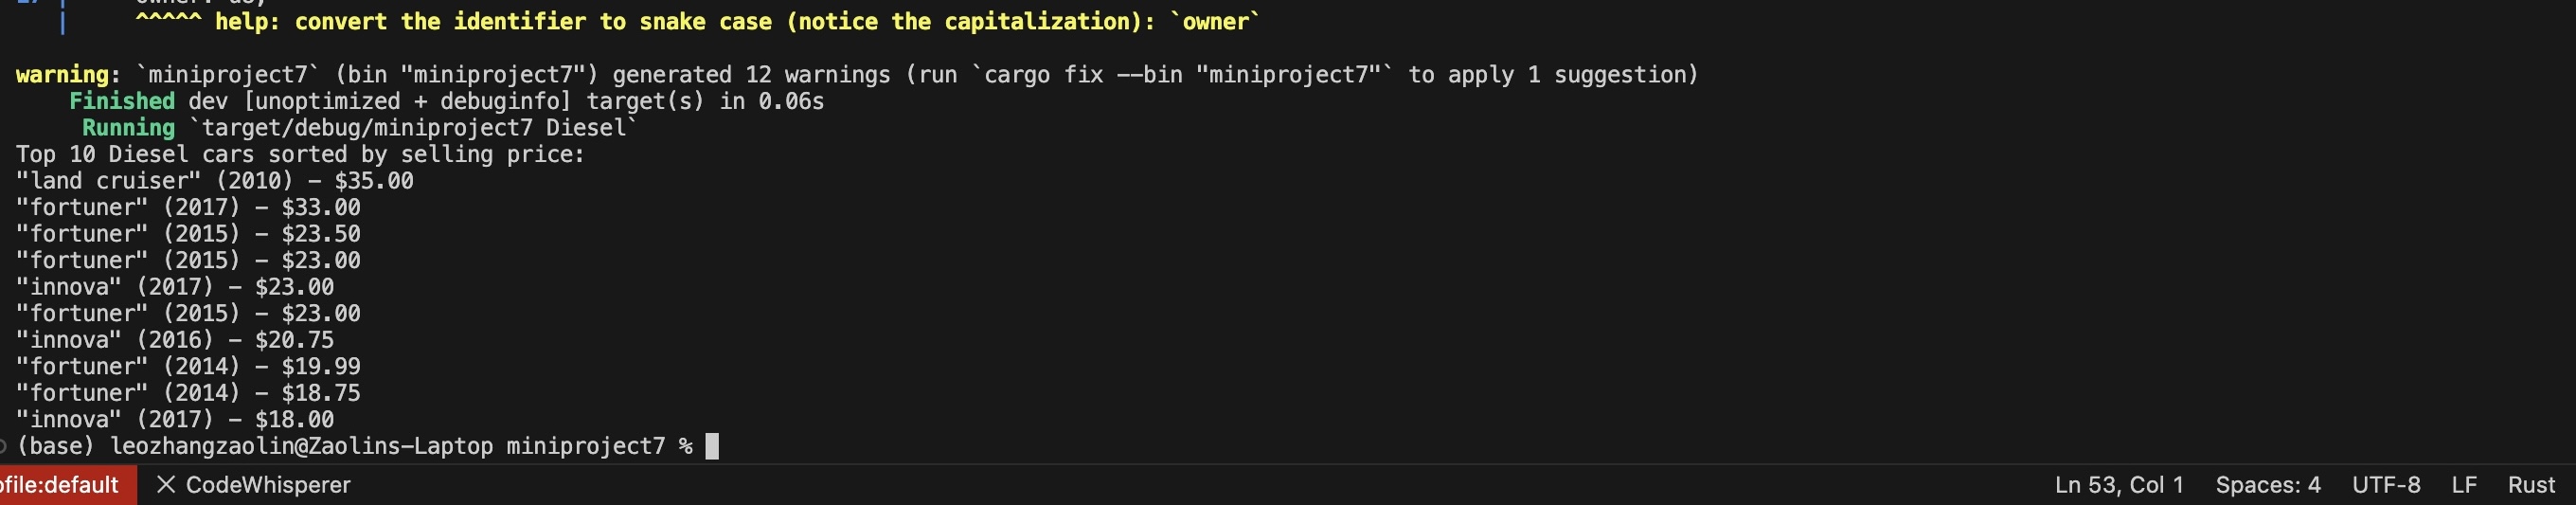 |
| ^^^^^ help: convert the identifier to snake case (notice the capitalization): `owner`
warning: `miniproject7` (bin "miniproject7") generated 12 warnings (run `cargo fix --bin "miniproject7"` to apply 1 suggestion)
Finished dev [unoptimized + debuginfo] target(s) in 0.06s
Running `target/debug/miniproject7 Diesel`
Top 10 Diesel cars sorted by selling price:
"land cruiser" (2010) – $35.00
"fortuner" (2017) – $33.00
"fortuner" (2015) – $23.50
"fortuner" (2015) – $23.00
"innova" (2017) – $23.00
"fortuner" (2015) – $23.00
"innova" (2016) – $20.75
"fortuner" (2014) – $19.99
"fortuner" (2014) – $18.75
"innova" (2017) – $18.00
(base) leozhangzaolin@Zaolins-Laptop miniproject7 %
ofile:default CodeWhisperer Ln 53, Col 1 Spaces: 4 UTF-8 LF Rust